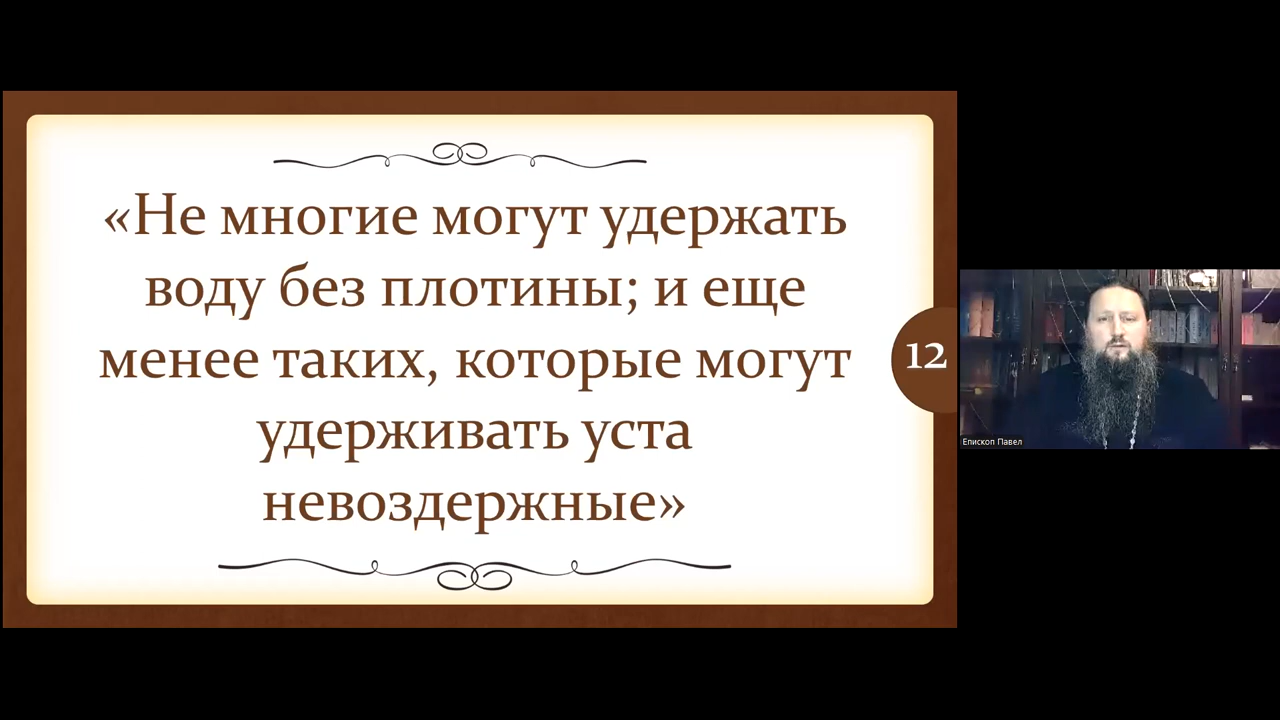 «Не многие могут удержать
воду без плотины; и еще
менее таких, которые могут
удерживать уста
невоздержные»
12
Епископ Павел